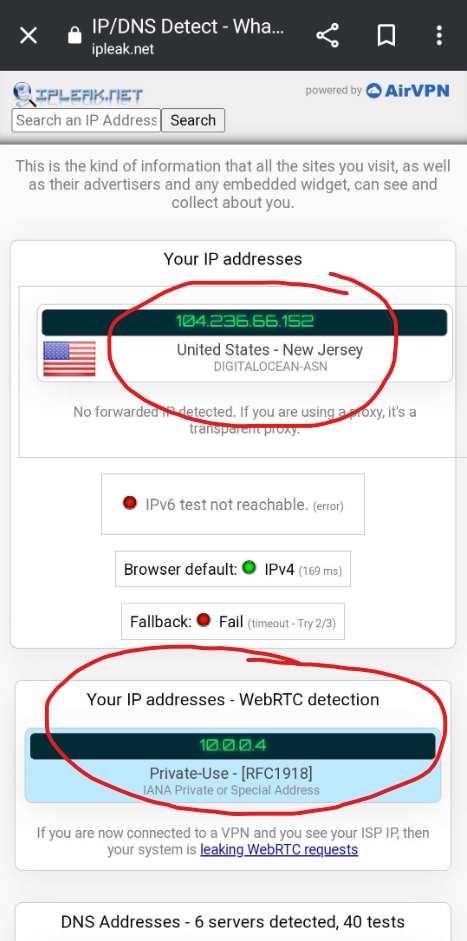 IP/DNS Detect - Wha...
ipleak.net
IPLEAK.NET
powered by AirVPN
Search an IP Address Search
This is the kind of information that all the sites you visit, as well
as their advertisers and any embedded widget, can see and
collect about you.
Your IP addresses
104.236.66.152
United States - New Jersey
DIGITALOCEAN-ASN
No forwarded IP detected. If you are using a proxy, it's a
transparent proxy.
IPv6 test not reachable. (error)
Browser default: IPv4 (169 ms)
Fallback: Fail (timeout - Try 2/3)
Your IP addresses - WebRTC detection
10.0.0.4
Private-Use - [RFC1918]
IANA Private or Special Address
If you are now connected to a VPN and you see your ISP IP, then
your system is leaking WebRTC requests
DNS Addresses - 6 servers detected, 40 tests